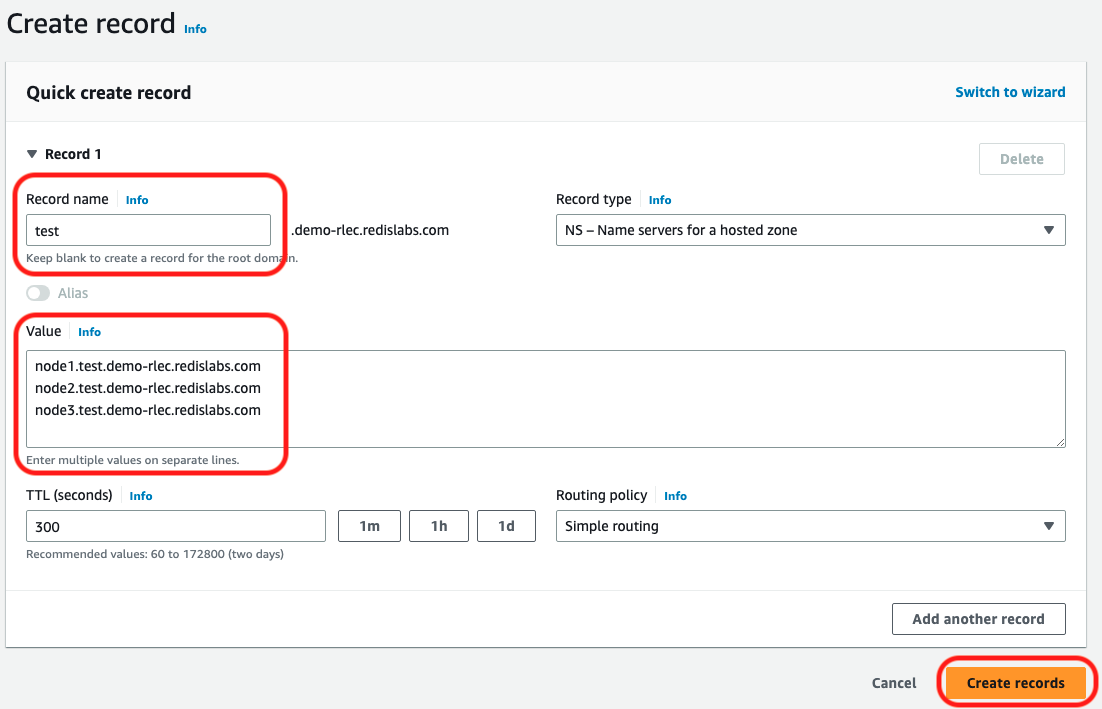 Create record Info
Quick create record
Switch to wizard
▼ Record 1
Delete
Record name Info
Record type Info
test
.demo-rlec.redislabs.com
NS – Name servers for a hosted zone
Keep blank to create a record for the root domain.
Alias
Value Info
node1.test.demo-rlec.redislabs.com
node2.test.demo-rlec.redislabs.com
node3.test.demo-rlec.redislabs.com
Enter multiple values on separate lines.
TTL (seconds) Info
Routing policy Info
300
1m
1h
1d
Simple routing
Recommended values: 60 to 172800 (two days)
Add another record
Cancel
Create records